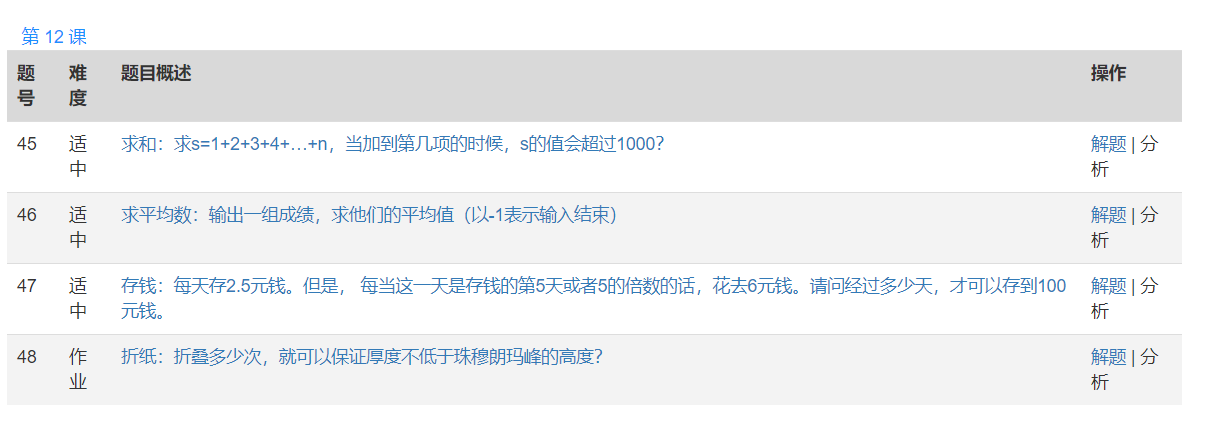 第 12 课
题号 难度 题目概述 操作
45 适中 求和：求s=1+2+3+4+…+n，当加到第几项的时候，s的值会超过1000？ 解题 | 分析
46 适中 求平均数：输出一组成绩，求他们的平均值（以-1表示输入结束） 解题 | 分析
47 适中 存钱：每天存2.5元钱。但是， 每当这一天是存钱的第5天或者5的倍数的话，花去6元钱。请问经过多少天，才可以存到100
元钱。 解题 | 分析
48 作业 折纸：折叠多少次，就可以保证厚度不低于珠穆朗玛峰的高度？ 解题 | 分析